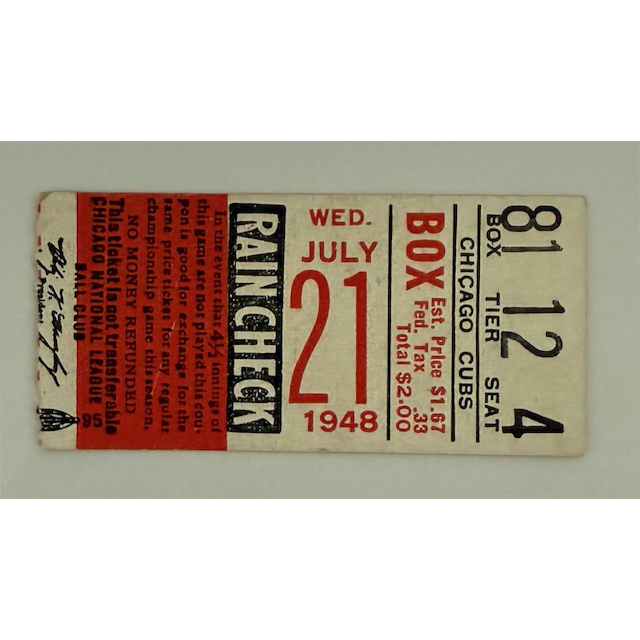 81 12 4
BOX TIER SEAT
CHICAGO CUBS
BOX
Est. Price $1.67
Fed. Tax .33
Total $2.00
WED.
JULY
21
1948
RAIN CHECK
In the event that 4½ innings of
this game are not played this cou-
pon is good for exchange for the
same price ticket for any regular
championship game this season.
NO MONEY REFUNDED
This ticket is not transferable
CHICAGO NATIONAL LEAGUE
BALL CLUB
95
President